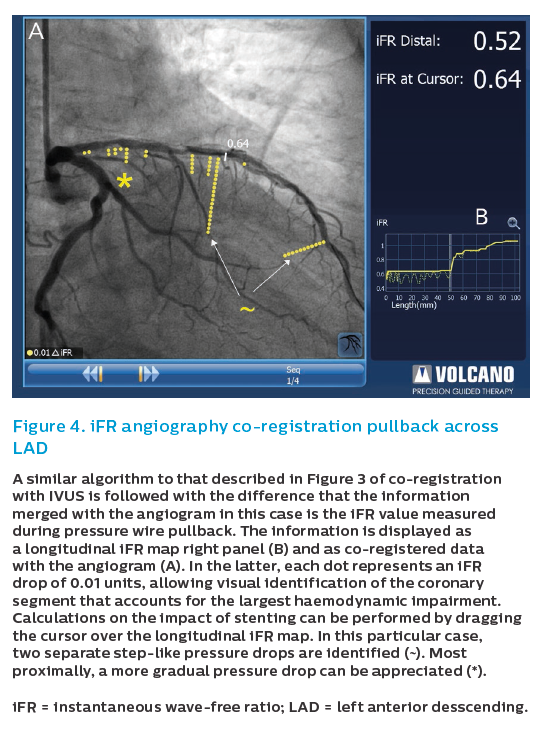 A
iFR Distal: 0.52
iFR at Cursor: 0.64
0.64
*
~
B
iFR
1
0.8
0.6
0.4
0 10 20 30 40 50 60 70 80 90 100
Length(mm)
0.01 △ iFR
Seq
1/4
VOLCANO
PRECISION GUIDED THERAPY
Figure 4. iFR angiography co-registration pullback across
LAD
A similar algorithm to that described in Figure 3 of co-registration
with IVUS is followed with the difference that the information
merged with the angiogram in this case is the iFR value measured
during pressure wire pullback. The information is displayed as
a longitudinal iFR map right panel (B) and as co-registered data
with the angiogram (A). In the latter, each dot represents an iFR
drop of 0.01 units, allowing visual identification of the coronary
segment that accounts for the largest haemodynamic impairment.
Calculations on the impact of stenting can be performed by dragging
the cursor over the longitudinal iFR map. In this particular case,
two separate step-like pressure drops are identified (~). Most
proximally, a more gradual pressure drop can be appreciated (*).
iFR = instantaneous wave-free ratio; LAD = left anterior desscending.